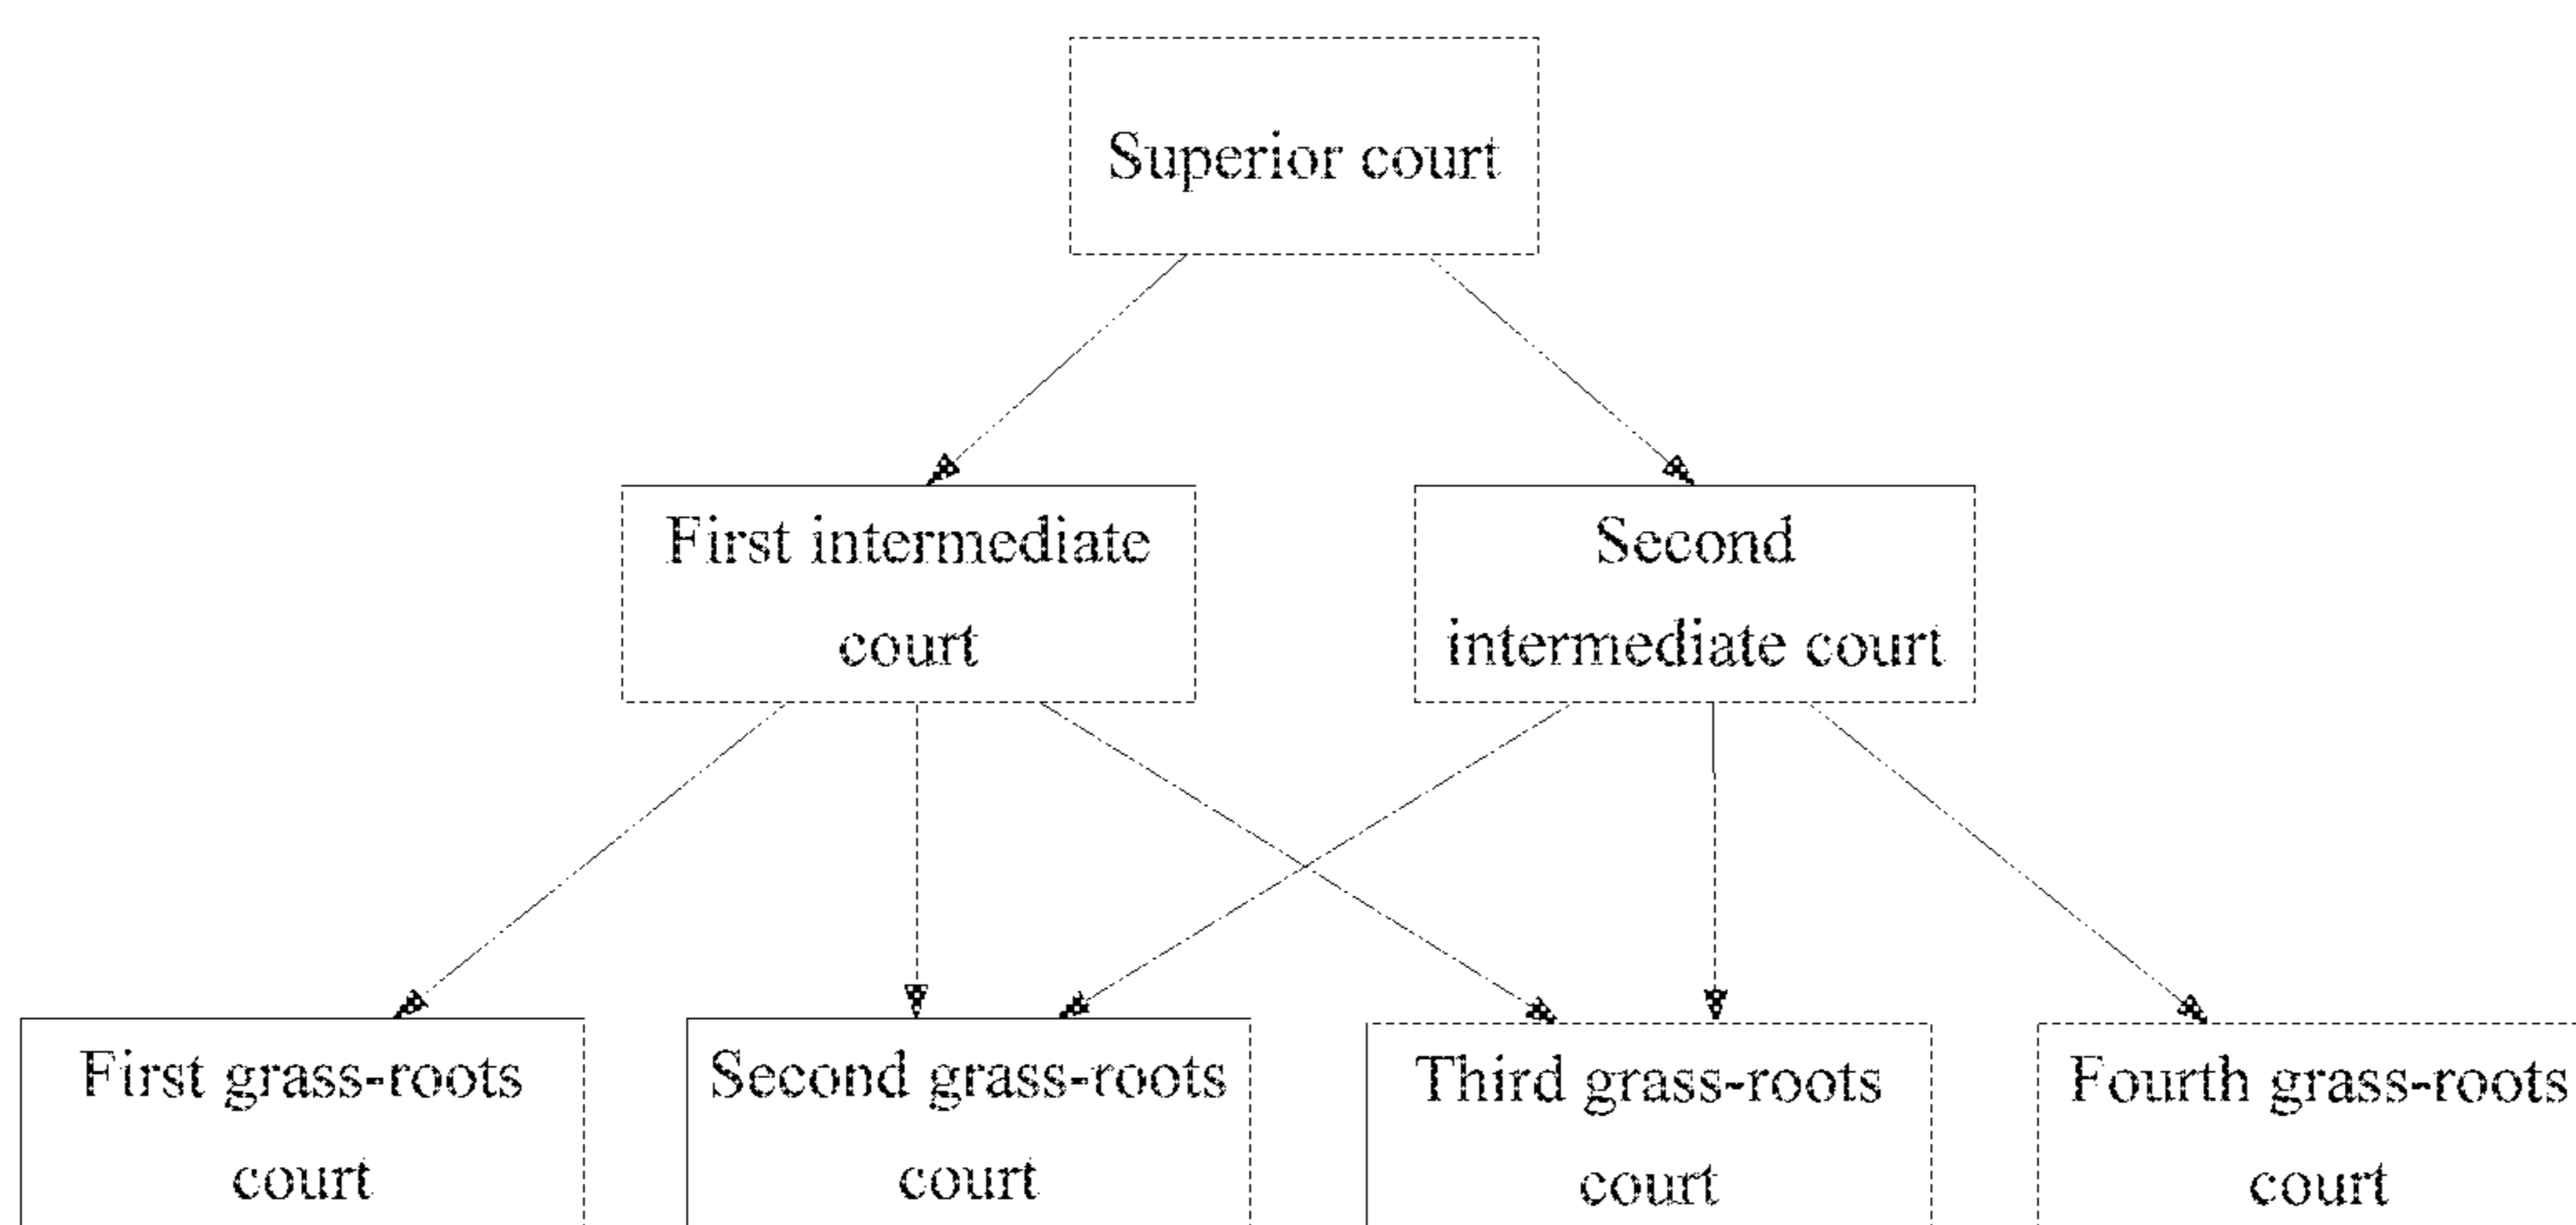 Superior court
First intermediate
court
Second
intermediate court
First grass-roots
court
Second grass-roots
court
Third grass-roots
court
Fourth grass-roots
court